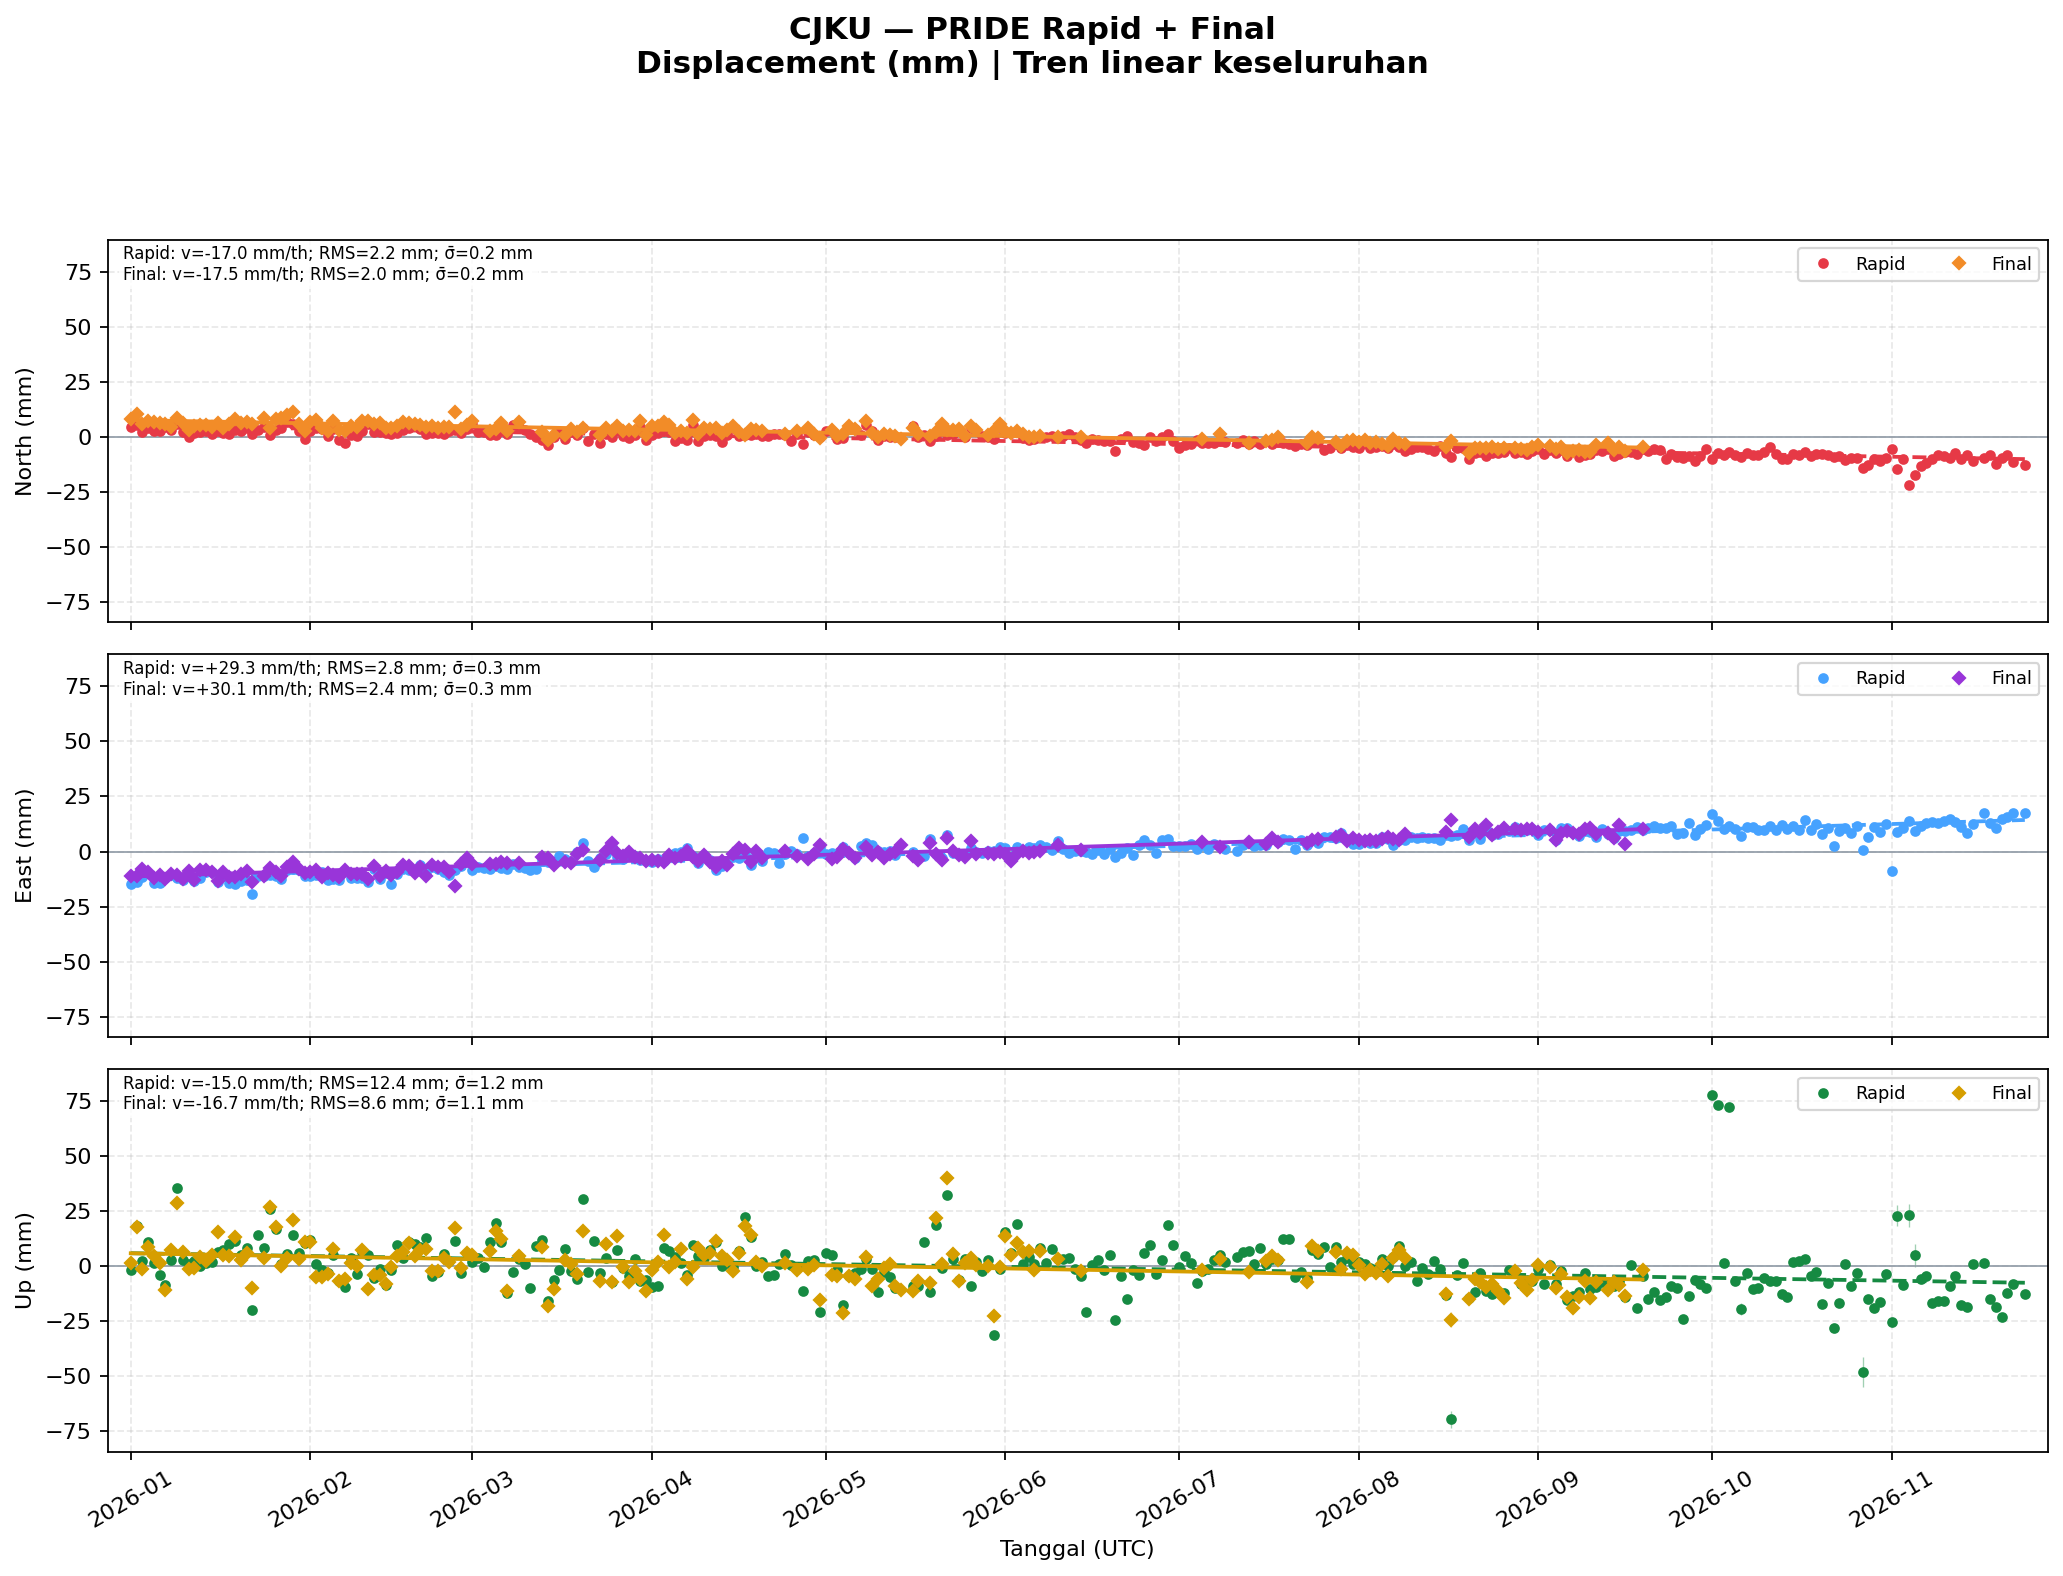 CJKU — PRIDE Rapid + Final
Displacement (mm) | Tren linear keseluruhan
Rapid: v=-17.0 mm/th; RMS=2.2 mm; σ̄=0.2 mm
Final: v=-17.5 mm/th; RMS=2.0 mm; σ̄=0.2 mm
Rapid Final
North (mm)
75
50
25
0
−25
−50
−75
Rapid: v=+29.3 mm/th; RMS=2.8 mm; σ̄=0.3 mm
Final: v=+30.1 mm/th; RMS=2.4 mm; σ̄=0.3 mm
Rapid Final
East (mm)
75
50
25
0
−25
−50
−75
Rapid: v=-15.0 mm/th; RMS=12.4 mm; σ̄=1.2 mm
Final: v=-16.7 mm/th; RMS=8.6 mm; σ̄=1.1 mm
Rapid Final
Up (mm)
75
50
25
0
−25
−50
−75
2026-01 2026-02 2026-03 2026-04 2026-05 2026-06 2026-07 2026-08 2026-09 2026-10 2026-11
Tanggal (UTC)